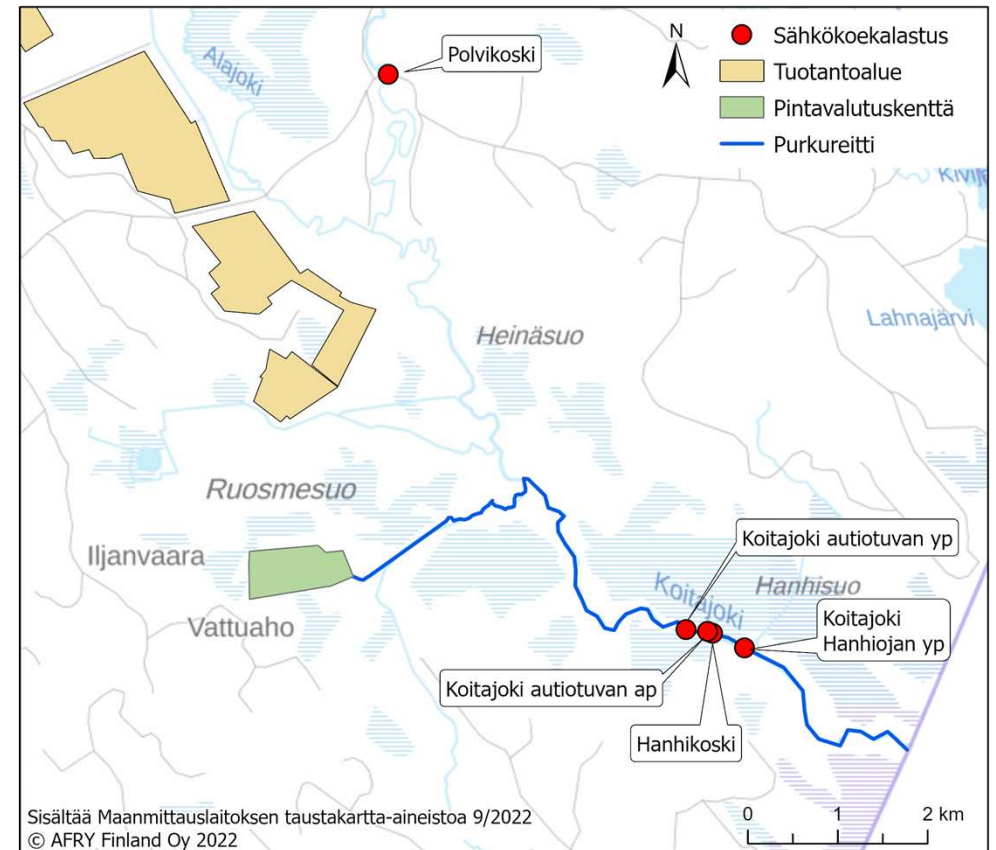 Polvikoski
Alajoki
N
Sähkökoekalastus
Tuotantoalue
Pintavalutuskenttä
Purkureitti
Lahnajärvi
Heinäsuo
Ruosmesuo
Iljanvaara
Vattuaho
Koitajoki autiotuvan yp
Koitajoki
Hanhisuo
Koitajoki
Hanhiojan yp
Koitajoki autiotuvan ap
Hanhikoski
Sisältää Maanmittauslaitoksen taustakartta-aineistoa 9/2022
© AFRY Finland Oy 2022
0 1 2 km